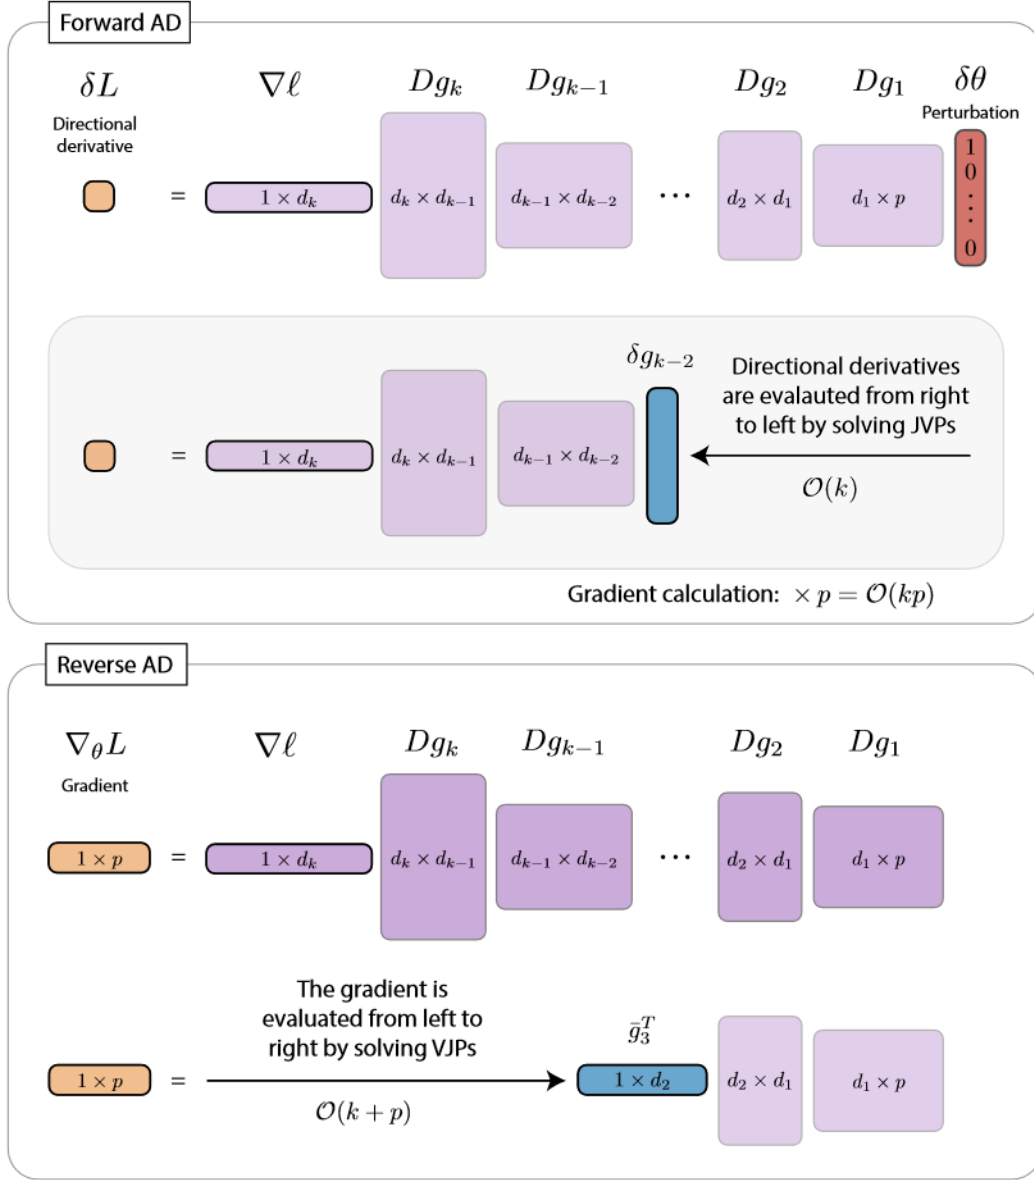 Forward AD
δL ∇ℓ Dg_k Dg_{k−1} Dg_2 Dg_1 δθ
Directional
derivative
Perturbation
= 1 × d_k d_k × d_{k−1} d_{k−1} × d_{k−2} ⋯ d_2 × d_1 d_1 × p
1
0
⋮
0
δg_{k−2}
Directional derivatives
are evalauted from right
to left by solving JVPs
= 1 × d_k d_k × d_{k−1} d_{k−1} × d_{k−2}
𝒪(k)
Gradient calculation: × p = 𝒪(kp)
Reverse AD
∇_θ L ∇ℓ Dg_k Dg_{k−1} Dg_2 Dg_1
Gradient
1 × p = 1 × d_k d_k × d_{k−1} d_{k−1} × d_{k−2} ⋯ d_2 × d_1 d_1 × p
The gradient is
evaluated from left to
right by solving VJPs
ḡ_3^T
1 × p = 1 × d_2 d_2 × d_1 d_1 × p
𝒪(k + p)